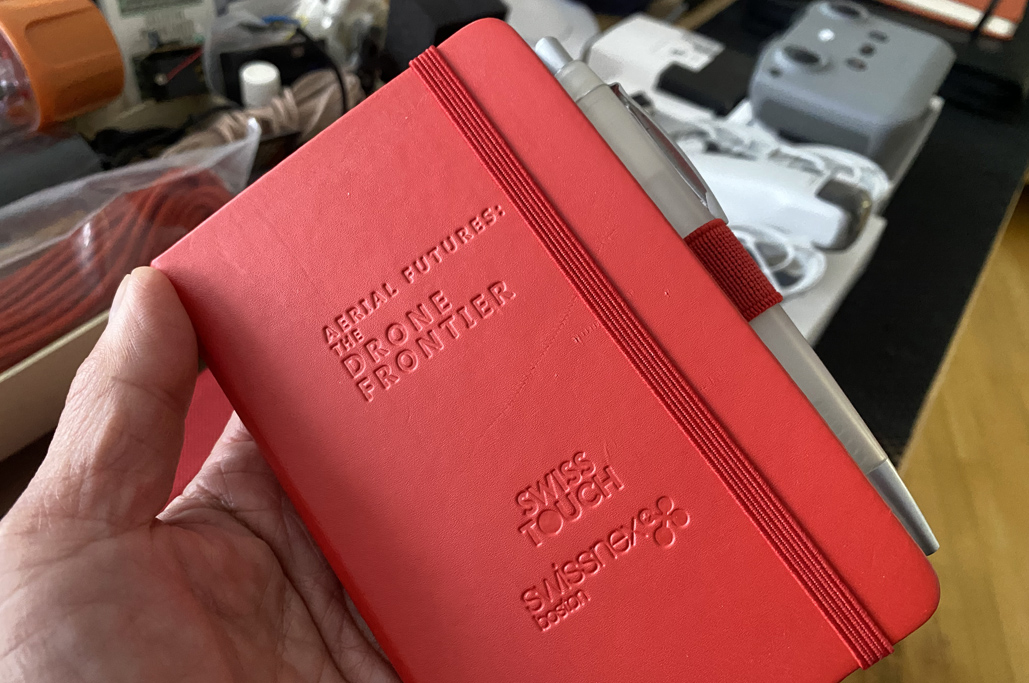 AERIAL FUTURES:
THE
DRONE
FRONTIER
SWISS
TOUCH
swissnex
boston